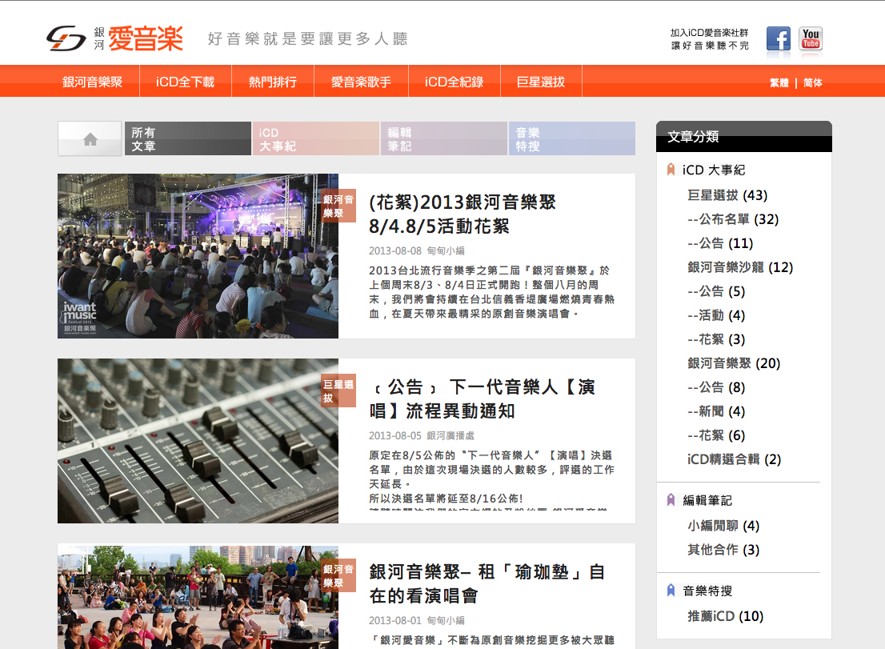 銀河
愛音楽
好音樂就是要讓更多人聽
加入iCD愛音楽社群
讓好音樂聽不完
You Tube
銀河音樂聚
iCD全下載
熱門排行
愛音楽歌手
iCD全紀錄
巨星選拔
繁體 | 简体
所有
文章
iCD
大事紀
編輯
筆記
音樂
特搜
銀河音
樂聚
iwant
music
銀河音樂聚
(花絮)2013銀河音樂聚
8/4.8/5活動花絮
2013-08-08 甸甸小編
2013台北流行音樂季之第二屆『銀河音樂聚』於
上個周末8/3、8/4日正式開跑！整個八月的周
末，我們將會持續在台北信義香堤廣場燃燒青春熱
血，在夏天帶來最精采的原創音樂演唱會。
巨星選
拔
﹝公告﹞ 下一代音樂人【演
唱】流程異動通知
2013-08-05 銀河廣播處
原定在8/5公佈的〝下一代音樂人〞【演唱】決選
名單，由於這次現場決選的人數較多，評選的工作
天延長。
所以決選名單將延至8/16公佈!
銀河音
樂聚
銀河音樂聚– 租「瑜珈墊」自
在的看演唱會
2013-08-01 甸甸小編
「銀河愛音楽」不斷為原創音樂挖掘更多被大眾聽
文章分類
iCD 大事紀
巨星選拔 (43)
--公布名單 (32)
--公告 (11)
銀河音樂沙龍 (12)
--公告 (5)
--活動 (4)
--花絮 (3)
銀河音樂聚 (20)
--公告 (8)
--新聞 (4)
--花絮 (6)
iCD精選合輯 (2)
編輯筆記
小編閒聊 (4)
其他合作 (3)
音樂特搜
推薦iCD (10)